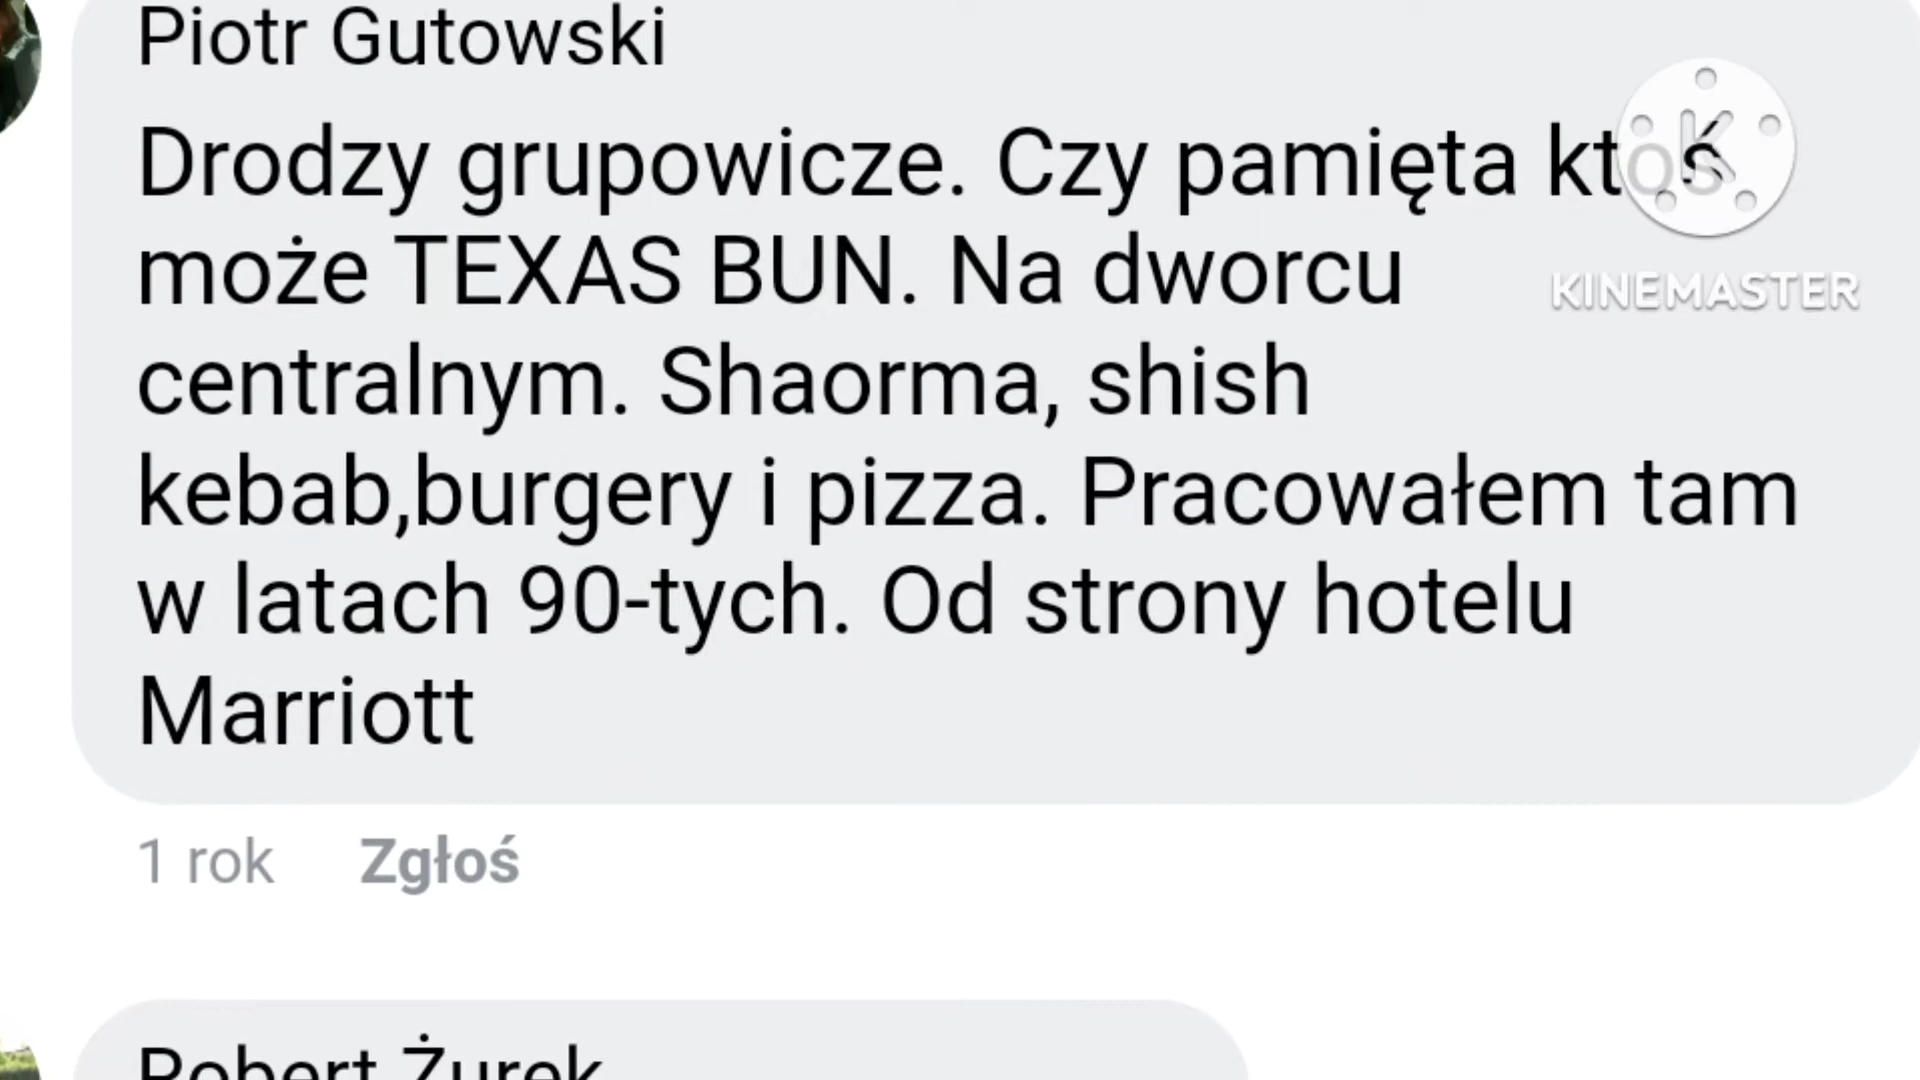 Piotr Gutowski
Drodzy grupowicze. Czy pamięta ktoś
może TEXAS BUN. Na dworcu
KINEMASTER
centralnym. Shaorma, shish
kebab,burgery i pizza. Pracowałem tam
w latach 90-tych. Od strony hotelu
Marriott
1 rok Zgłoś
Robert Żurek